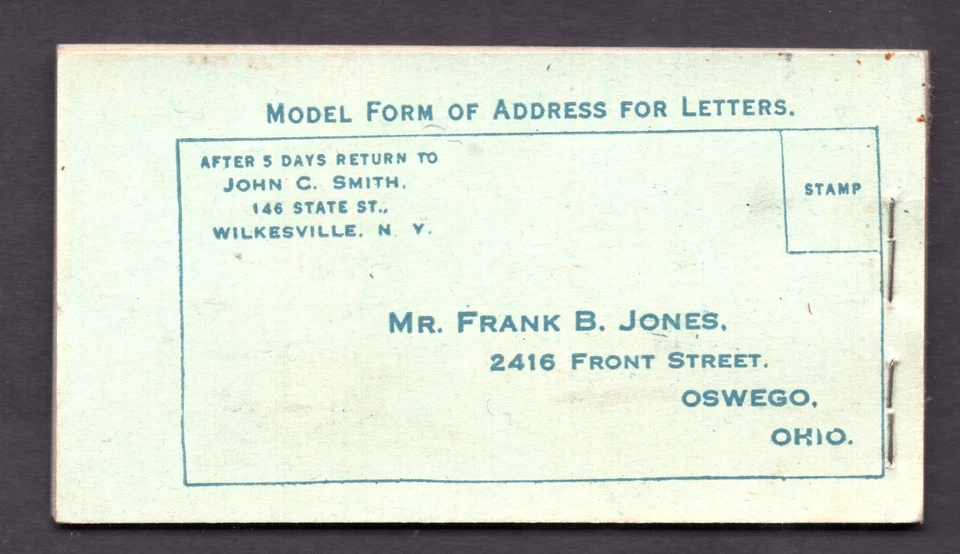 MODEL FORM OF ADDRESS FOR LETTERS.
AFTER 5 DAYS RETURN TO
JOHN C. SMITH,
146 STATE ST.,
WILKESVILLE, N. Y.
STAMP
MR. FRANK B. JONES,
2416 FRONT STREET.
OSWEGO,
OHIO.